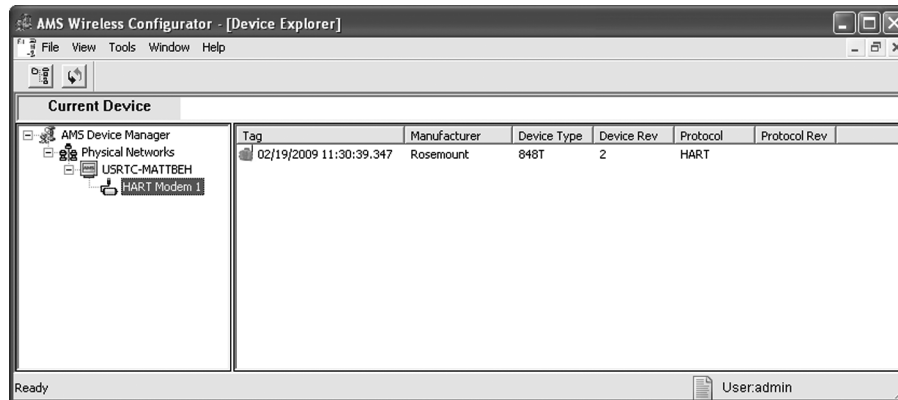 AMS Wireless Configurator - [Device Explorer]
File View Tools Window Help
Current Device
AMS Device Manager
Physical Networks
USRTC-MATTBEH
HART Modem 1
Tag Manufacturer Device Type Device Rev Protocol Protocol Rev
02/19/2009 11:30:39.347 Rosemount 848T 2 HART
Ready User:admin